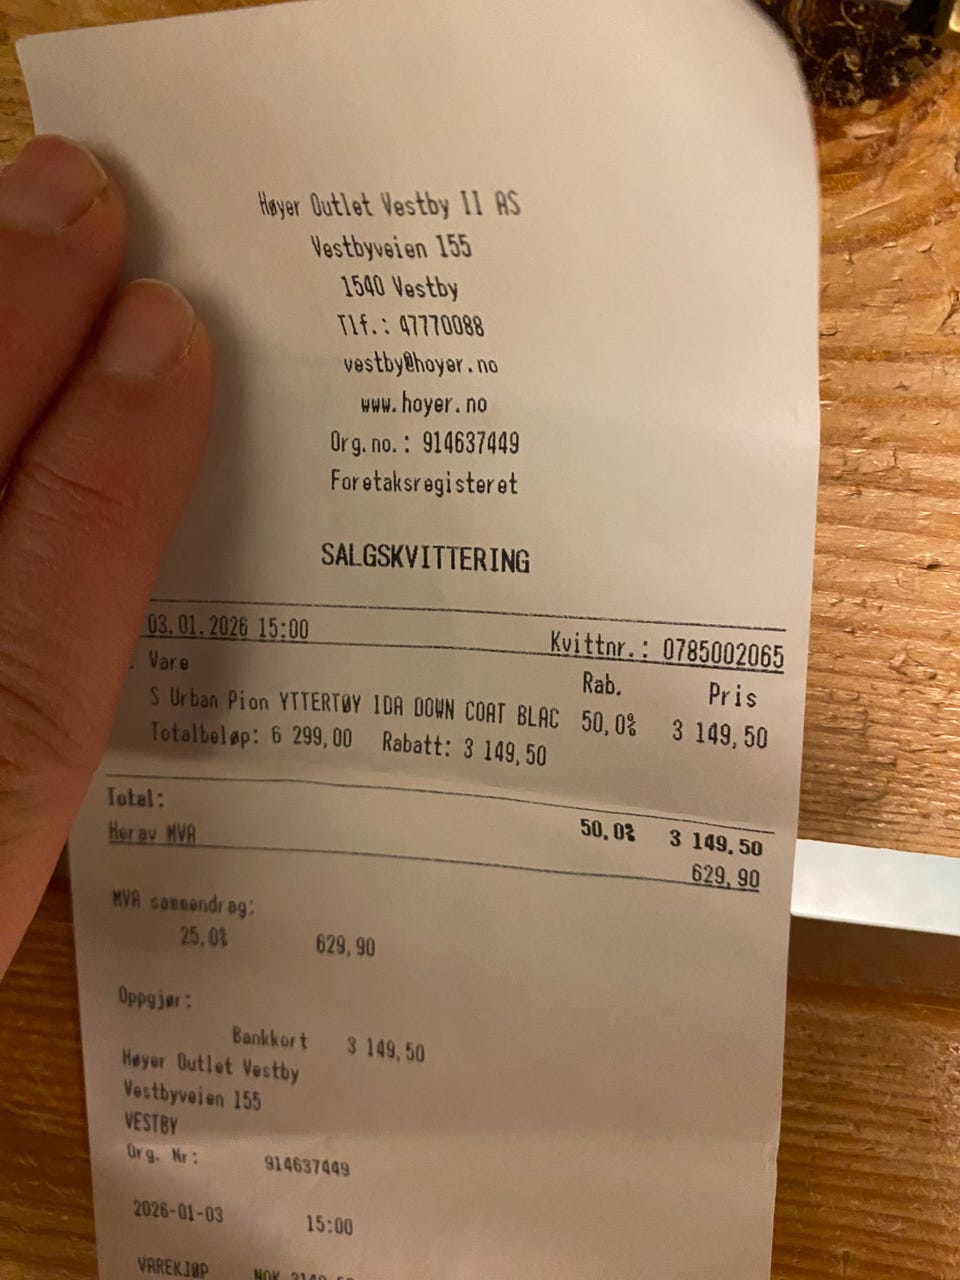 Høyer Outlet Vestby II AS
Vestbyveien 155
1540 Vestby
Tlf.: 47770088
vestby@hoyer.no
www.hoyer.no
Org.no.: 914637449
Foretaksregisteret
SALGSKVITTERING
03.01.2026 15:00 Kvittnr.: 0785002065
. Vare Rab. Pris
S Urban Pion YTTERTØY IDA DOWN COAT BLAC 50,0% 3 149,50
Totalbeløp: 6 299,00 Rabatt: 3 149,50
Total: 50,0% 3 149,50
Herav MVA 629,90
MVA sammendrag:
25,0% 629,90
Oppgjør:
Bankkort 3 149,50
Høyer Outlet Vestby
Vestbyveien 155
VESTBY
Org. Nr: 914637449
2026-01-03 15:00
VAREKJØP NOK